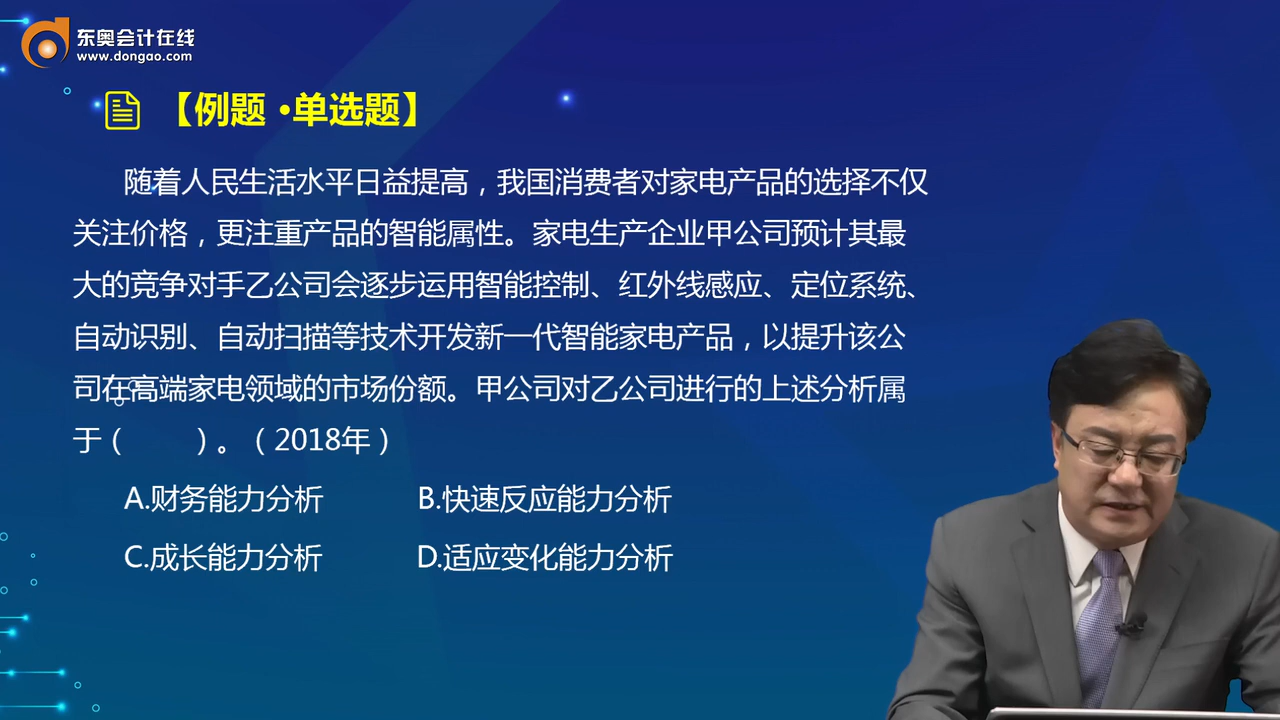 东奥会计在线
www.dongao.com
【例题 •单选题】
随着人民生活水平日益提高，我国消费者对家电产品的选择不仅
关注价格，更注重产品的智能属性。家电生产企业甲公司预计其最
大的竞争对手乙公司会逐步运用智能控制、红外线感应、定位系统、
自动识别、自动扫描等技术开发新一代智能家电产品，以提升该公
司在高端家电领域的市场份额。甲公司对乙公司进行的上述分析属
于（　　）。（2018年）
A.财务能力分析　　B.快速反应能力分析
C.成长能力分析　　D.适应变化能力分析